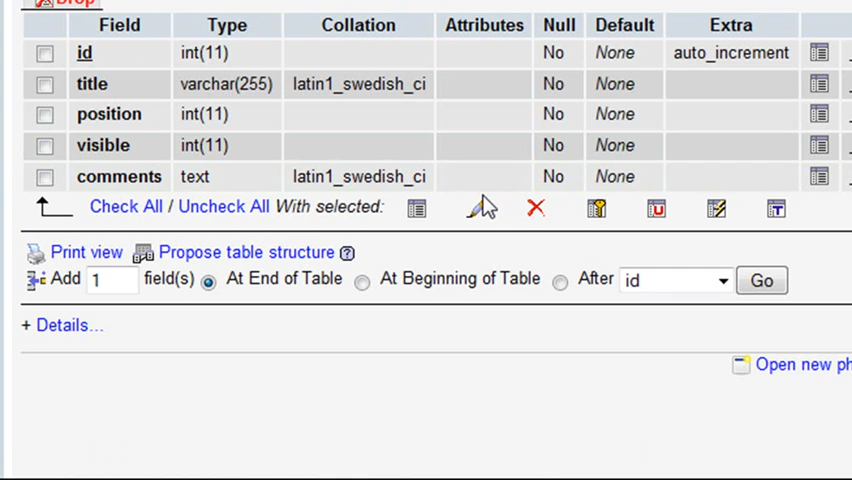 Drop
Field Type Collation Attributes Null Default Extra
id int(11) No None auto_increment
title varchar(255) latin1_swedish_ci No None
position int(11) No None
visible int(11) No None
comments text latin1_swedish_ci No None
Check All / Uncheck All With selected:
Print view Propose table structure
Add 1 field(s) At End of Table At Beginning of Table After id Go
+ Details...
Open new ph